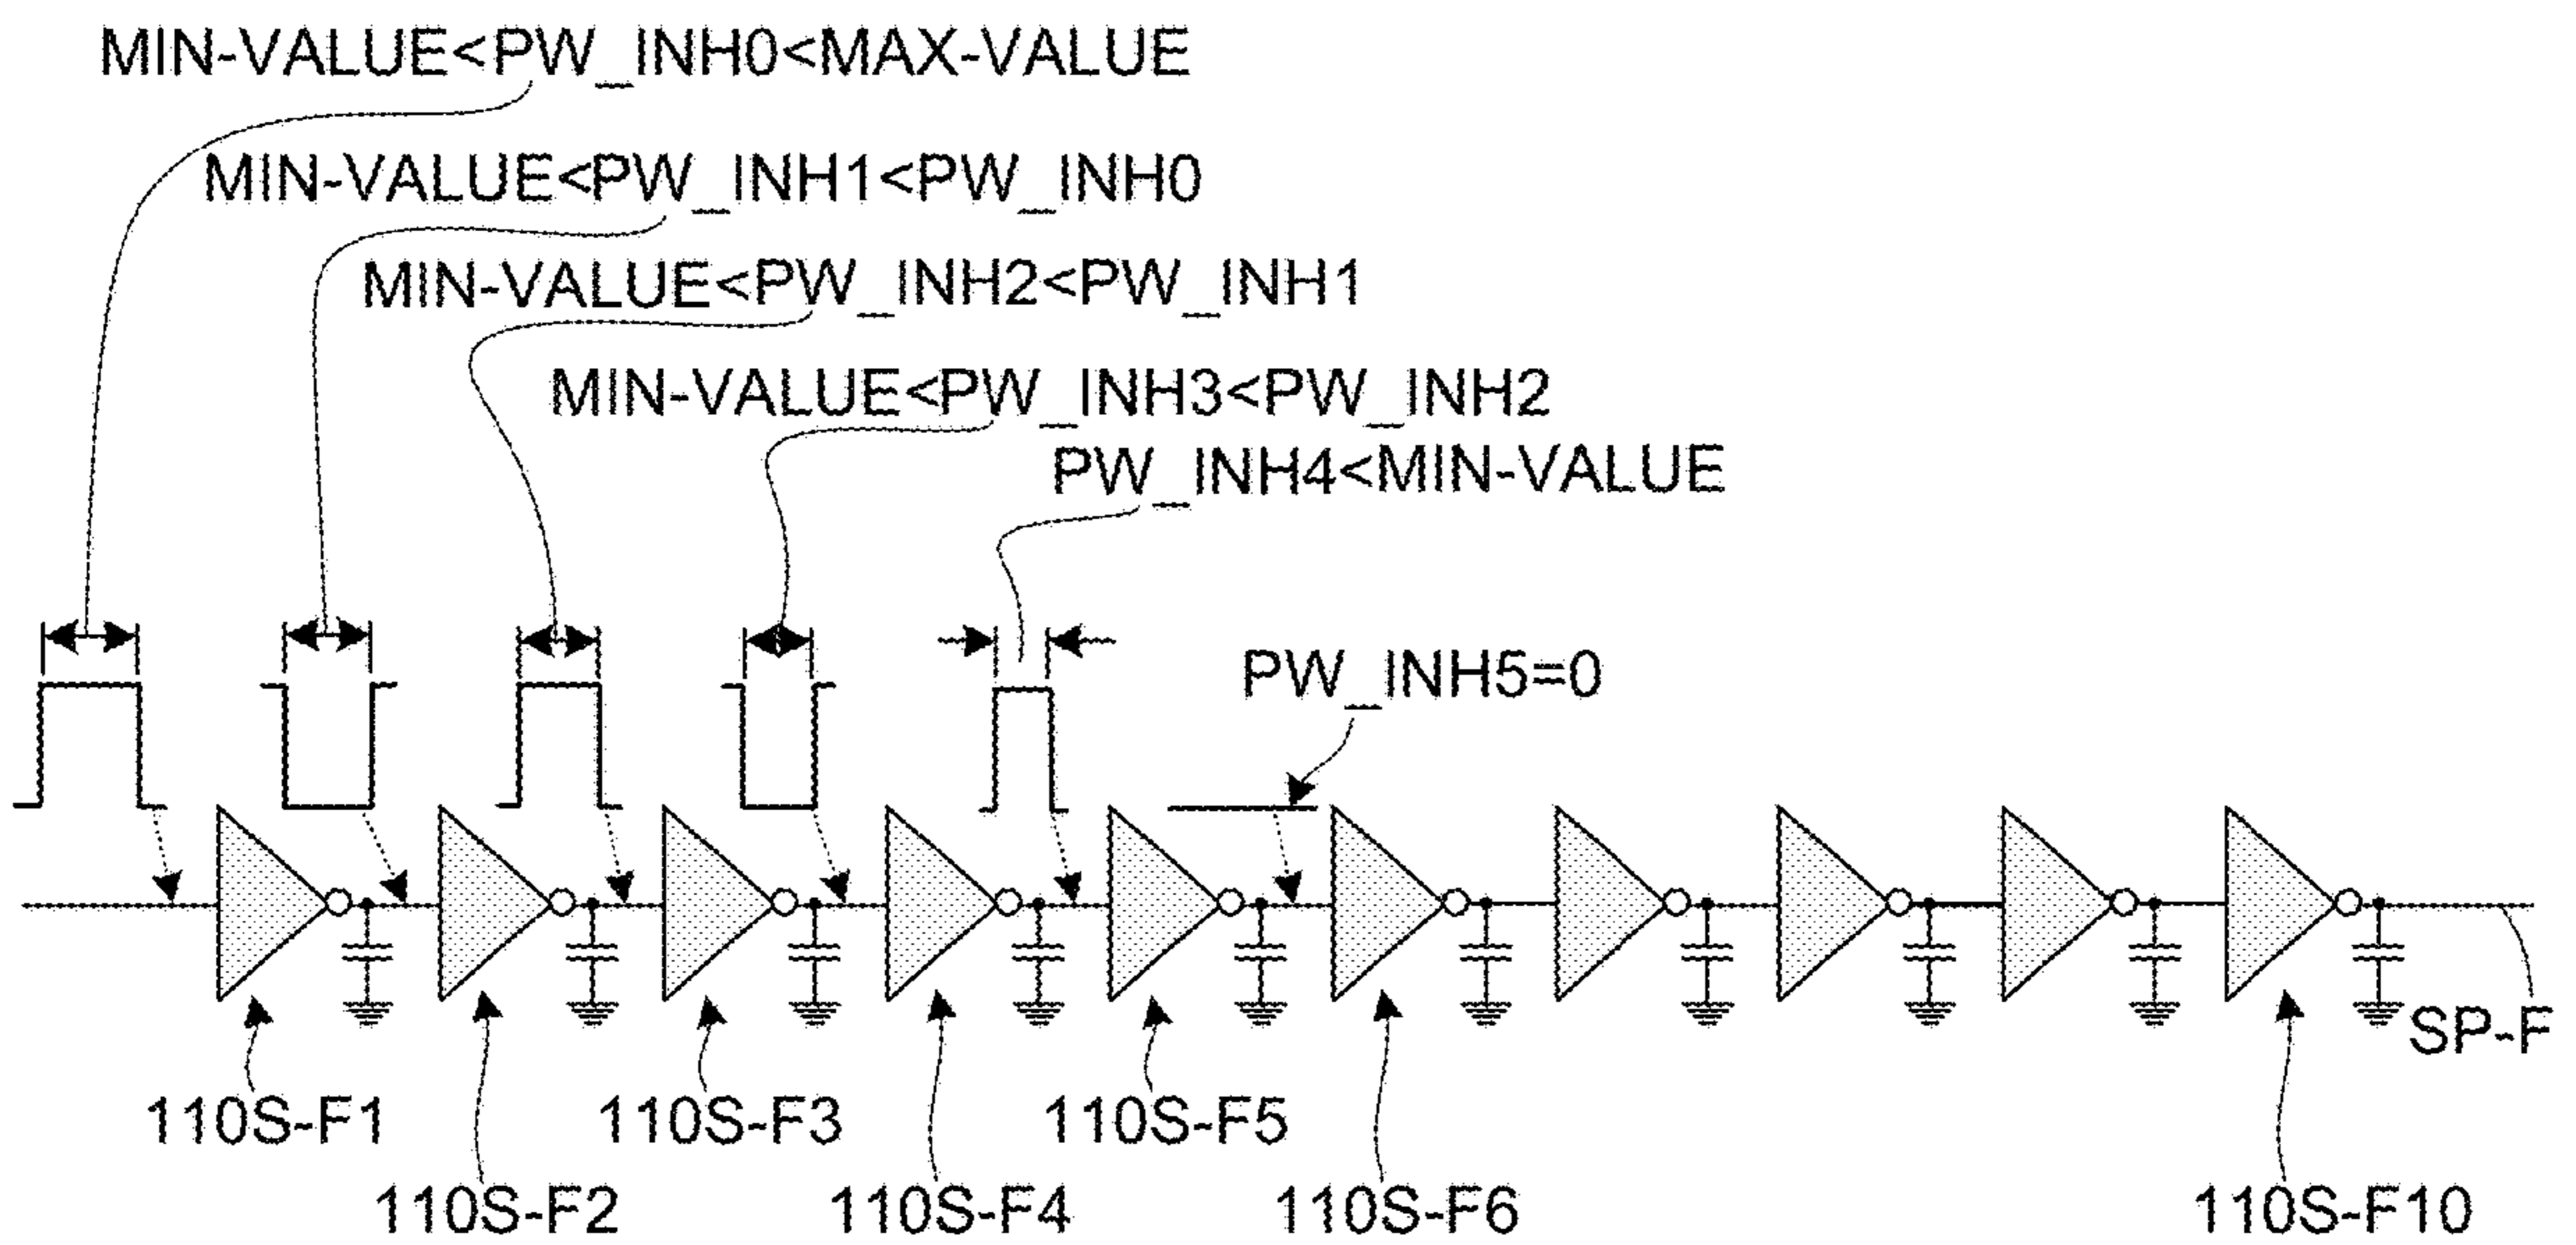 MIN-VALUE<PW_INH0<MAX-VALUE
MIN-VALUE<PW_INH1<PW_INH0
MIN-VALUE<PW_INH2<PW_INH1
MIN-VALUE<PW_INH3<PW_INH2
PW_INH4<MIN-VALUE
PW_INH5=0
SP-F
110S-F1
110S-F3
110S-F5
110S-F2
110S-F4
110S-F6
110S-F10